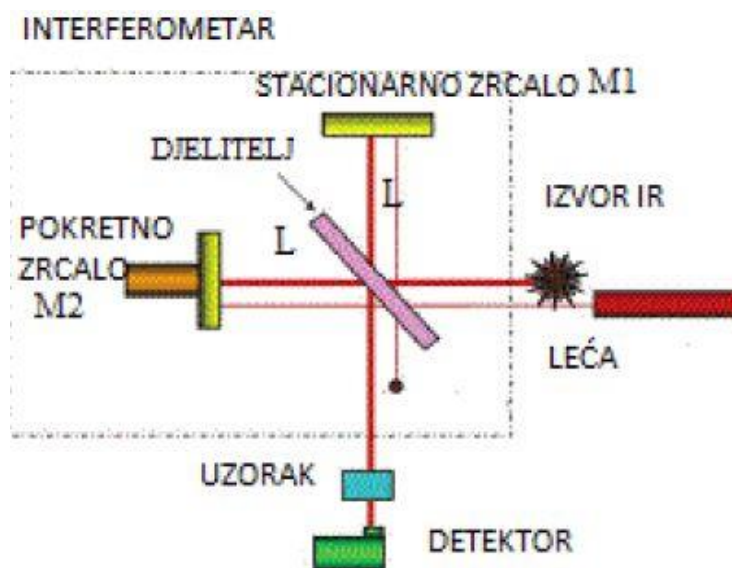 INTERFEROMETAR
STACIONARNO ZRCALO M1
DJELITELJ
L
IZVOR IR
POKRETNO
L
ZRCALO
M2
LEĆA
UZORAK
DETEKTOR